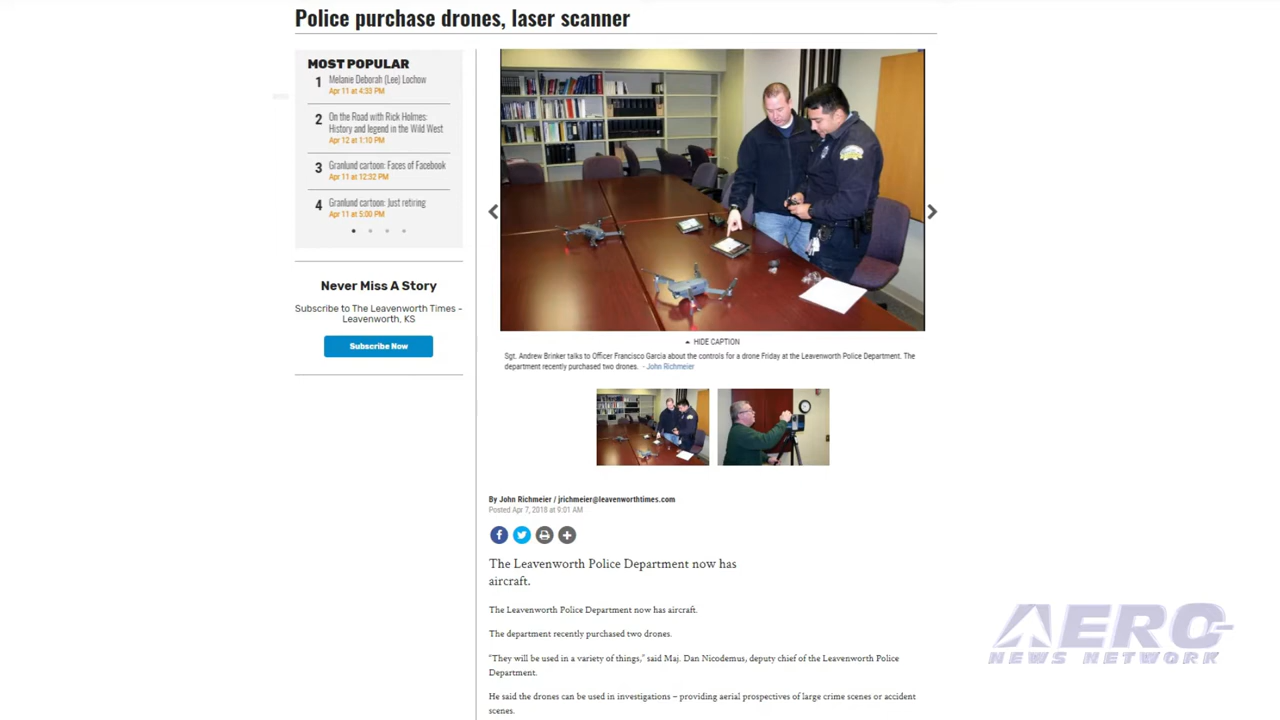 Police purchase drones, laser scanner
MOST POPULAR
1 Melanie Deborah (Lee) Lochow
Apr 11 at 4:33 PM
2 On the Road with Rick Holmes:
History and legend in the Wild West
Apr 12 at 1:10 PM
3 Granlund cartoon: Faces of Facebook
Apr 11 at 12:32 PM
4 Granlund cartoon: Just retiring
Apr 11 at 5:00 PM
Never Miss A Story
Subscribe to The Leavenworth Times -
Leavenworth, KS
Subscribe Now
HIDE CAPTION
Sgt. Andrew Brinker talks to Officer Francisco Garcia about the controls for a drone Friday at the Leavenworth Police Department. The
department recently purchased two drones. - John Richmeier
By John Richmeier / jrichmeier@leavenworthtimes.com
Posted Apr 7, 2018 at 9:01 AM
The Leavenworth Police Department now has
aircraft.
The Leavenworth Police Department now has aircraft.
The department recently purchased two drones.
“They will be used in a variety of things,” said Maj. Dan Nicodemus, deputy chief of the Leavenworth Police
Department.
He said the drones can be used in investigations – providing aerial prospectives of large crime scenes or accident
scenes.
AERO
NEWS NETWORK